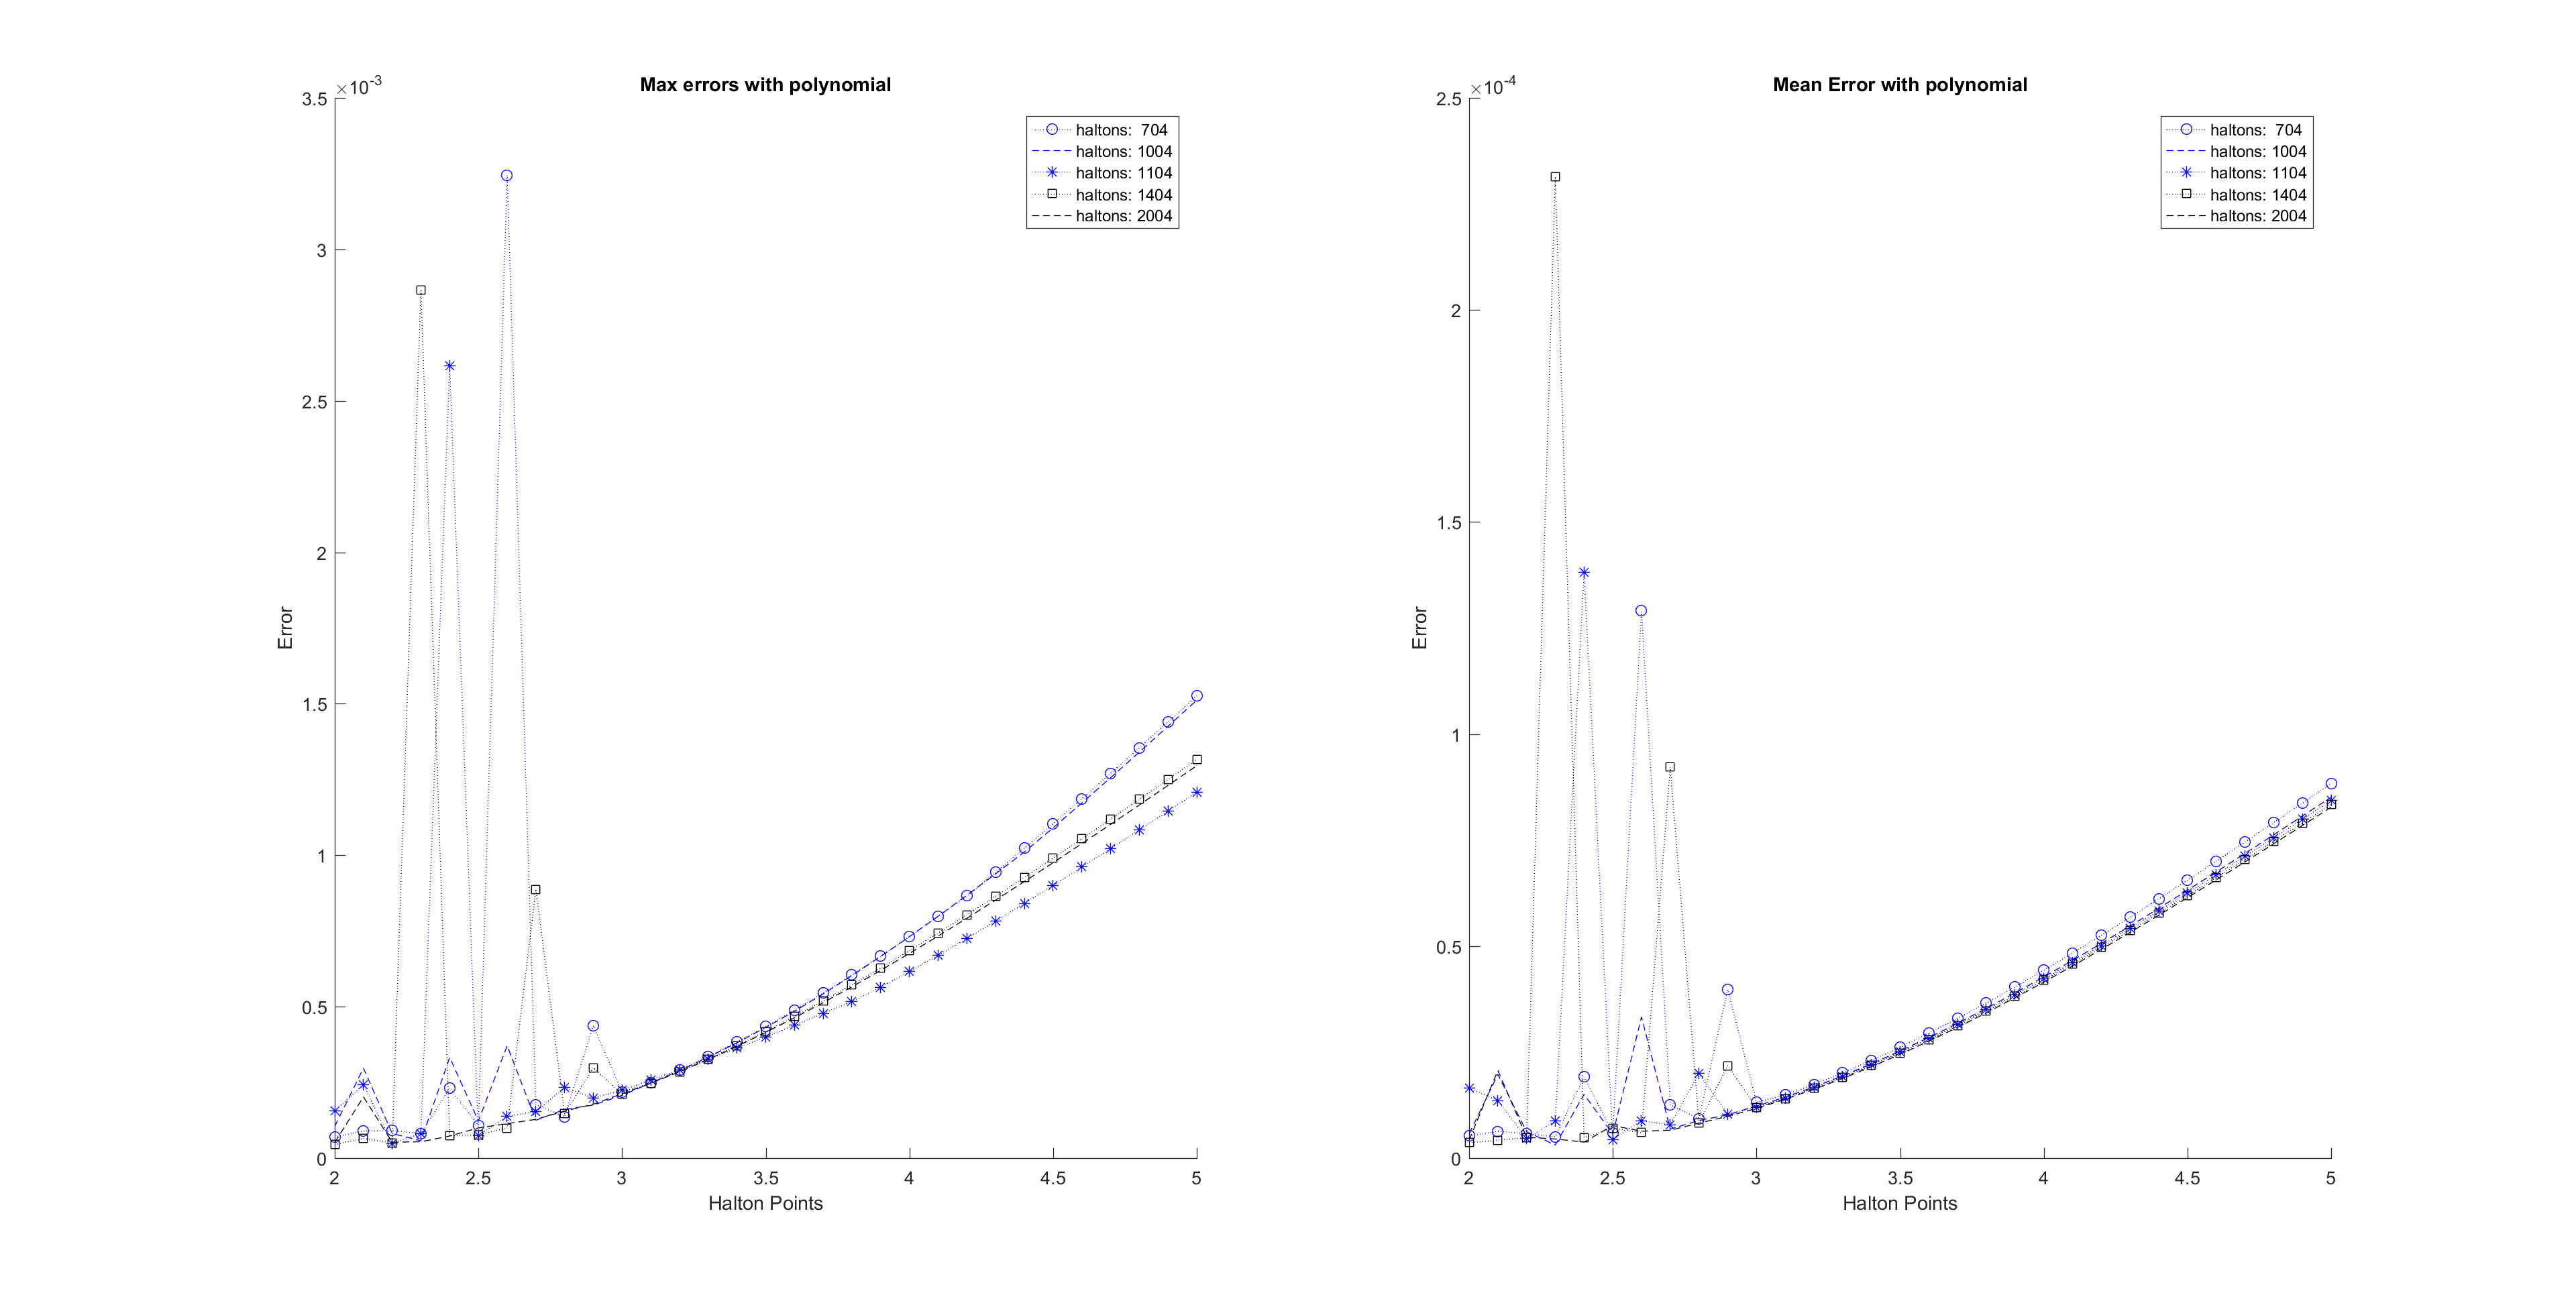 Max errors with polynomial
×10-3
3.5
3
2.5
2
1.5
1
0.5
0
Error
2 2.5 3 3.5 4 4.5 5
Halton Points
haltons: 704
haltons: 1004
haltons: 1104
haltons: 1404
haltons: 2004
Mean Error with polynomial
×10-4
2.5
2
1.5
1
0.5
0
Error
2 2.5 3 3.5 4 4.5 5
Halton Points
haltons: 704
haltons: 1004
haltons: 1104
haltons: 1404
haltons: 2004